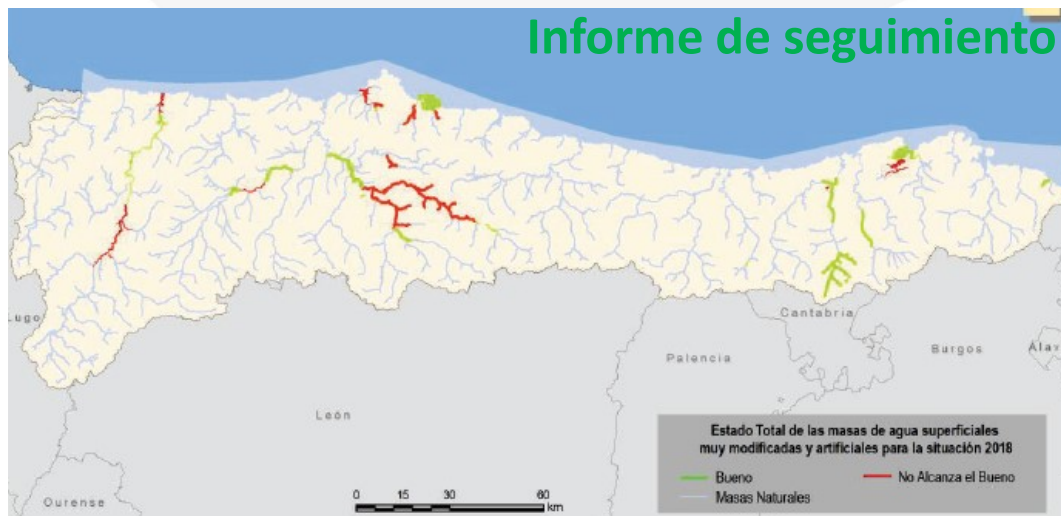 Informe de seguimiento
Lugo
Cantabria
Burgos
Palencia
León
Ourense
Estado Total de las masas de agua superficiales
muy modificadas y artificiales para la situación 2018
Bueno
No Alcanza el Bueno
Masas Naturales
0 15 30 60
km